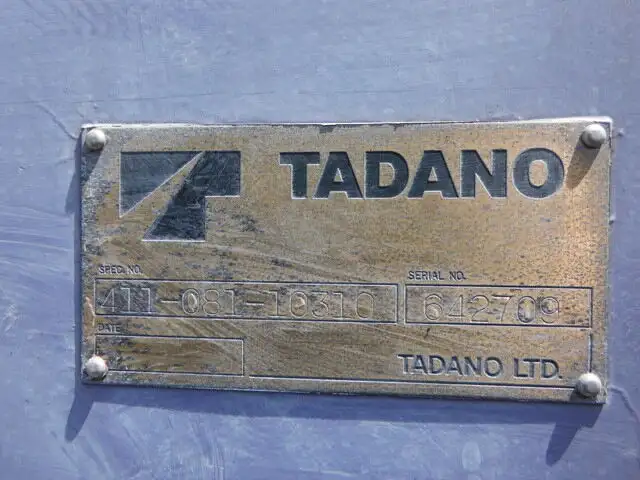 TADANO
SPEC. NO. SERIAL NO.
411-081-10310 642709
DATE
TADANO LTD.